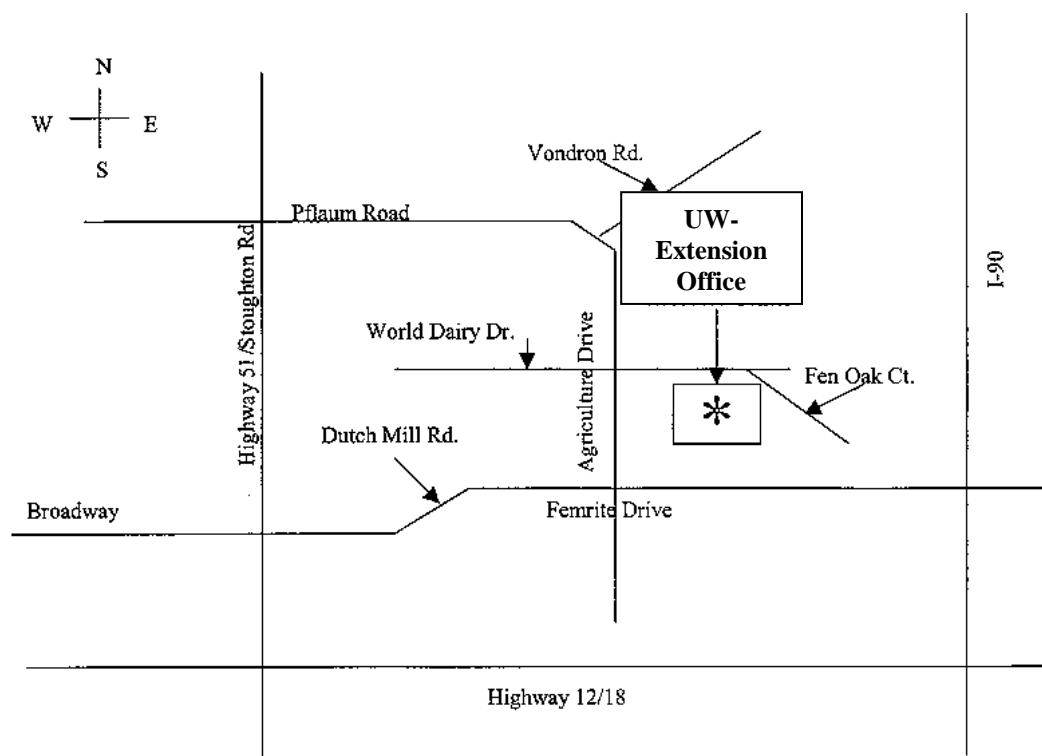 N
W E
S
Vondron Rd.
Pflaum Road
UW-
Extension
Office
Highway 51/Stoughton Rd
I-90
World Dairy Dr.
Agriculture Drive
Fen Oak Ct.
*
Dutch Mill Rd.
Broadway
Femrite Drive
Highway 12/18